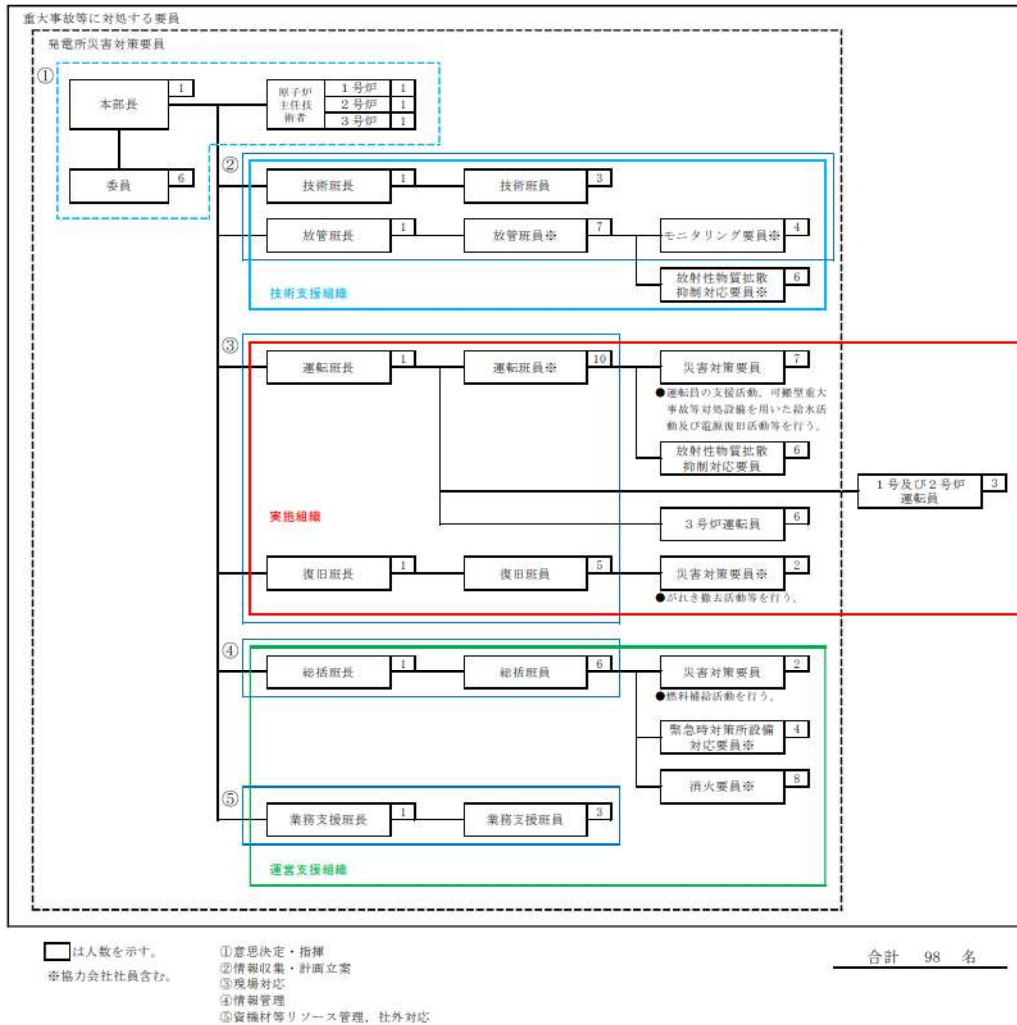 重大事故等に対処する要員
発電所災害対策要員
①
本部長
1
原子炉
主任技
術者
1号炉
1
2号炉
1
3号炉
1
委員
6
②
技術班長
1
技術班員
3
放管班長
1
放管班員※
7
モニタリング要員※
4
放射性物質拡散
抑制対応要員※
6
技術支援組織
③
運転班長
1
運転班員※
10
災害対策要員
7
●運転員の支援活動、可搬型重大
事故等対処設備を用いた給水活
動及び電源復旧活動等を行う。
放射性物質拡散
抑制対応要員
6
1号及び2号炉
運転員
3
3号炉運転員
6
実施組織
復旧班長
1
復旧班員
5
災害対策要員※
2
●がれき撤去活動等を行う。
④
総括班長
1
総括班員
6
災害対策要員
2
●燃料補給活動を行う。
緊急時対策所設備
対応要員※
4
消火要員※
8
⑤
業務支援班長
1
業務支援班員
3
運営支援組織
は人数を示す。
※協力会社社員含む。
①意思決定・指揮
②情報収集・計画立案
③現場対応
④情報管理
⑤資機材等リソース管理、社外対応
合計 98 名